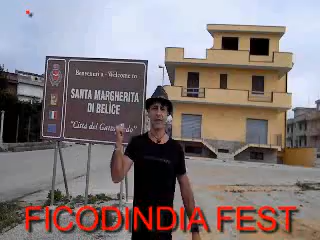 Benvenuti - Welcome to
SANTA MARGHERITA
DI BELICE
"Città del Gattopardo"
FICODINDIA FEST